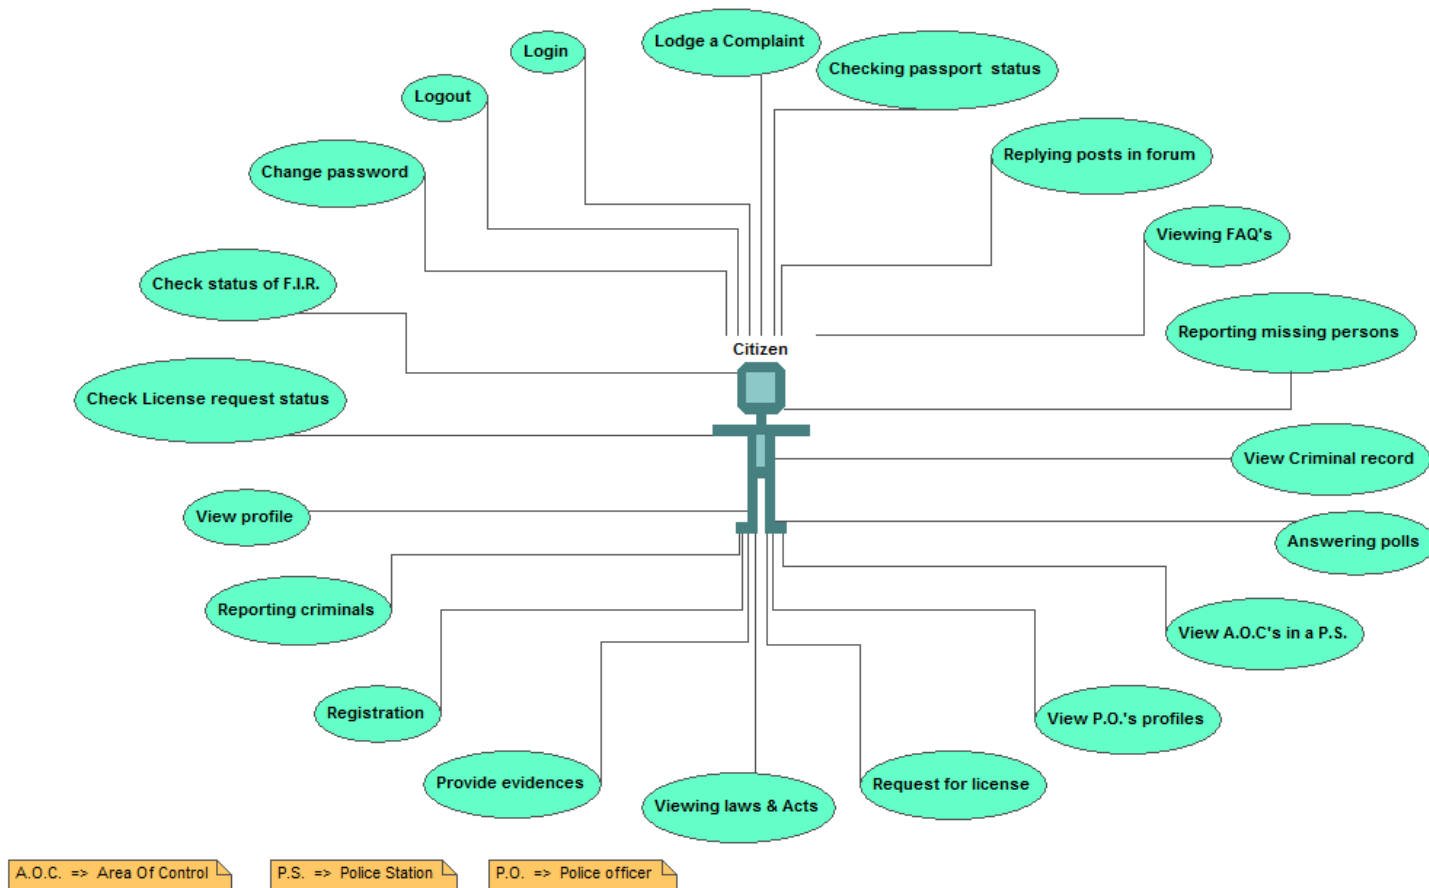 Lodge a Complaint
Login
Checking passport status
Logout
Replying posts in forum
Change password
Viewing FAQ's
Check status of F.I.R.
Reporting missing persons
Citizen
Check License request status
View Criminal record
View profile
Answering polls
Reporting criminals
View A.O.C's in a P.S.
Registration
View P.O.'s profiles
Provide evidences
Request for license
Viewing laws & Acts
A.O.C. => Area Of Control
P.S. => Police Station
P.O. => Police officer